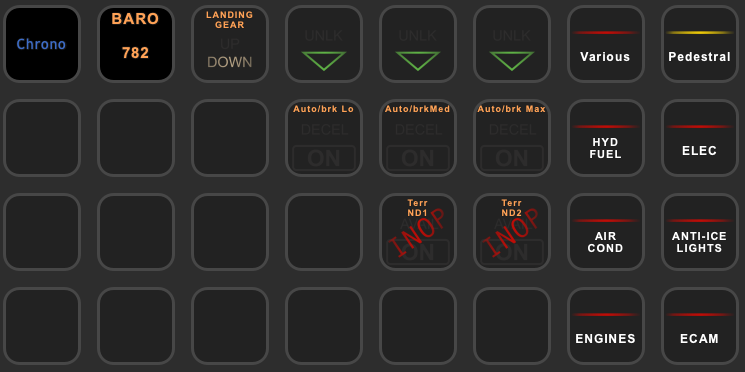 Chrono
BARO
782
LANDING
GEAR
UP
DOWN
UNLK
UNLK
UNLK
Various
Pedestral
Auto/brk Lo
DECEL
ON
Auto/brkMed
DECEL
ON
Auto/brk Max
DECEL
ON
HYD
FUEL
ELEC
Terr
ND1
INOP
ON
Terr
ND2
INOP
ON
AIR
COND
ANTI-ICE
LIGHTS
ENGINES
ECAM